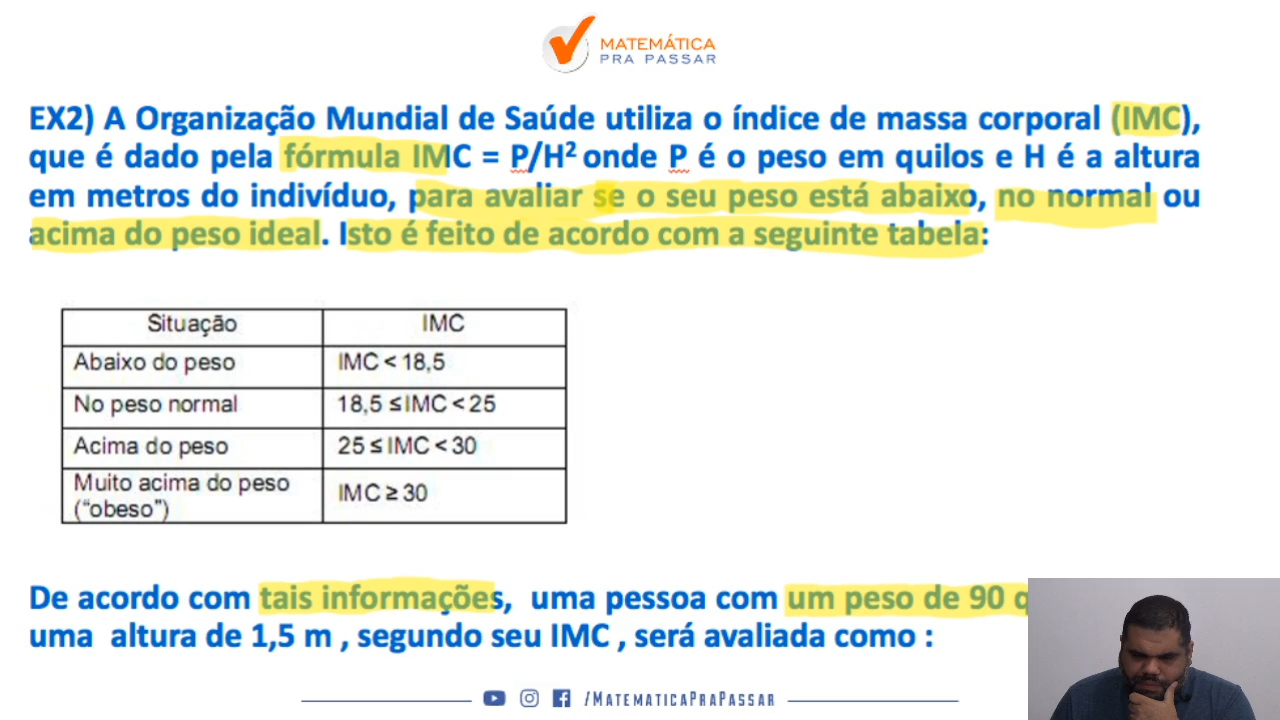 MATEMÁTICA
PRA PASSAR
EX2) A Organização Mundial de Saúde utiliza o índice de massa corporal (IMC),
que é dado pela fórmula IMC = P/H² onde P é o peso em quilos e H é a altura
em metros do indivíduo, para avaliar se o seu peso está abaixo, no normal ou
acima do peso ideal. Isto é feito de acordo com a seguinte tabela:
Situação IMC
Abaixo do peso IMC < 18,5
No peso normal 18,5 ≤ IMC < 25
Acima do peso 25 ≤ IMC < 30
Muito acima do peso
("obeso") IMC ≥ 30
De acordo com tais informações, uma pessoa com um peso de 90
uma altura de 1,5 m , segundo seu IMC , será avaliada como :
/MATEMATICAPRAPASSAR